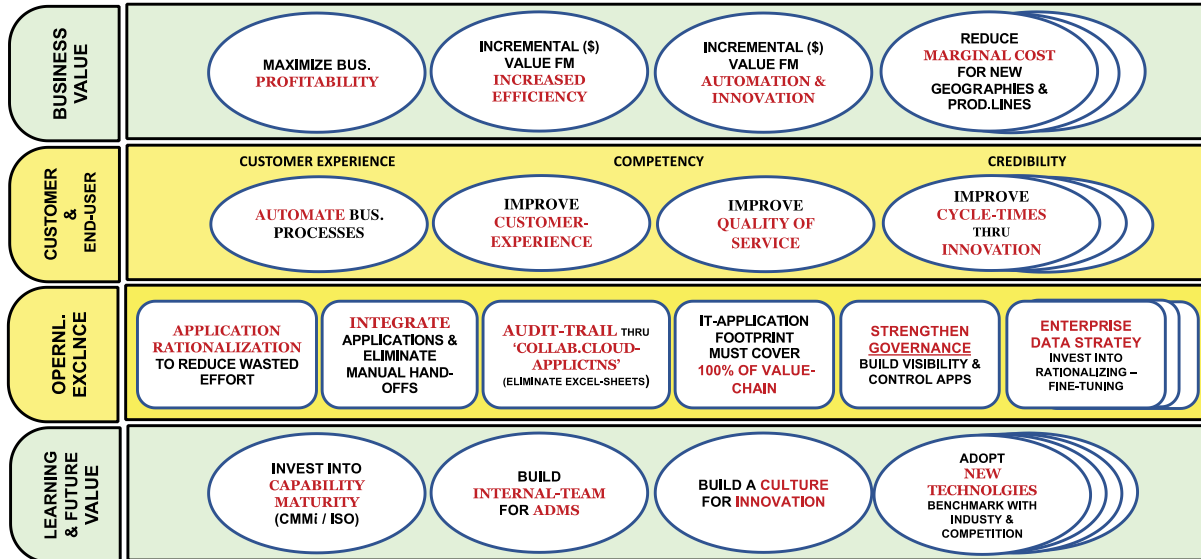 BUSINESS
VALUE
MAXIMIZE BUS.
PROFITABILITY
INCREMENTAL ($)
VALUE FM
INCREASED
EFFICIENCY
INCREMENTAL ($)
VALUE FM
AUTOMATION &
INNOVATION
REDUCE
MARGINAL COST
FOR NEW
GEOGRAPHIES &
PROD.LINES
CUSTOMER
&
END-USER
CUSTOMER EXPERIENCE
COMPETENCY
CREDIBILITY
AUTOMATE BUS.
PROCESSES
IMPROVE
CUSTOMER-
EXPERIENCE
IMPROVE
QUALITY OF
SERVICE
IMPROVE
CYCLE-TIMES
THRU
INNOVATION
OPERNL.
EXCLNCE
APPLICATION
RATIONALIZATION
TO REDUCE WASTED
EFFORT
INTEGRATE
APPLICATIONS &
ELIMINATE
MANUAL HAND-
OFFS
AUDIT-TRAIL THRU
‘COLLAB.CLOUD-
APPLICTNS’
(ELIMINATE EXCEL-SHEETS)
IT-APPLICATION
FOOTPRINT
MUST COVER
100% OF VALUE-
CHAIN
STRENGTHEN
GOVERNANCE
BUILD VISIBILITY &
CONTROL APPS
ENTERPRISE
DATA STRATEY
INVEST INTO
RATIONALIZING –
FINE-TUNING
LEARNING
& FUTURE
VALUE
INVEST INTO
CAPABILITY
MATURITY
(CMMi / ISO)
BUILD
INTERNAL-TEAM
FOR ADMS
BUILD A CULTURE
FOR INNOVATION
ADOPT
NEW
TECHNOLGIES
BENCHMARK WITH
INDUSTY &
COMPETITION